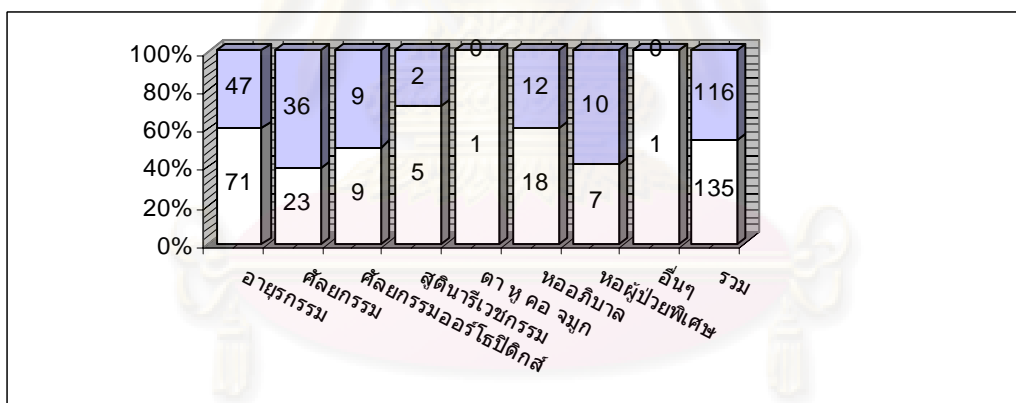 100%
80%
60%
40%
20%
0%
47 36 9 2 0 12 10 0 116
71 23 9 5 1 18 7 1 135
อายุรกรรม
ศัลยกรรม
ศัลยกรรมออร์โธปิดิกส์
สูตินารีเวชกรรม
ตา หู คอ จมูก
หออภิบาล
หอผู้ป่วยพิเศษ
อื่นๆ
รวม